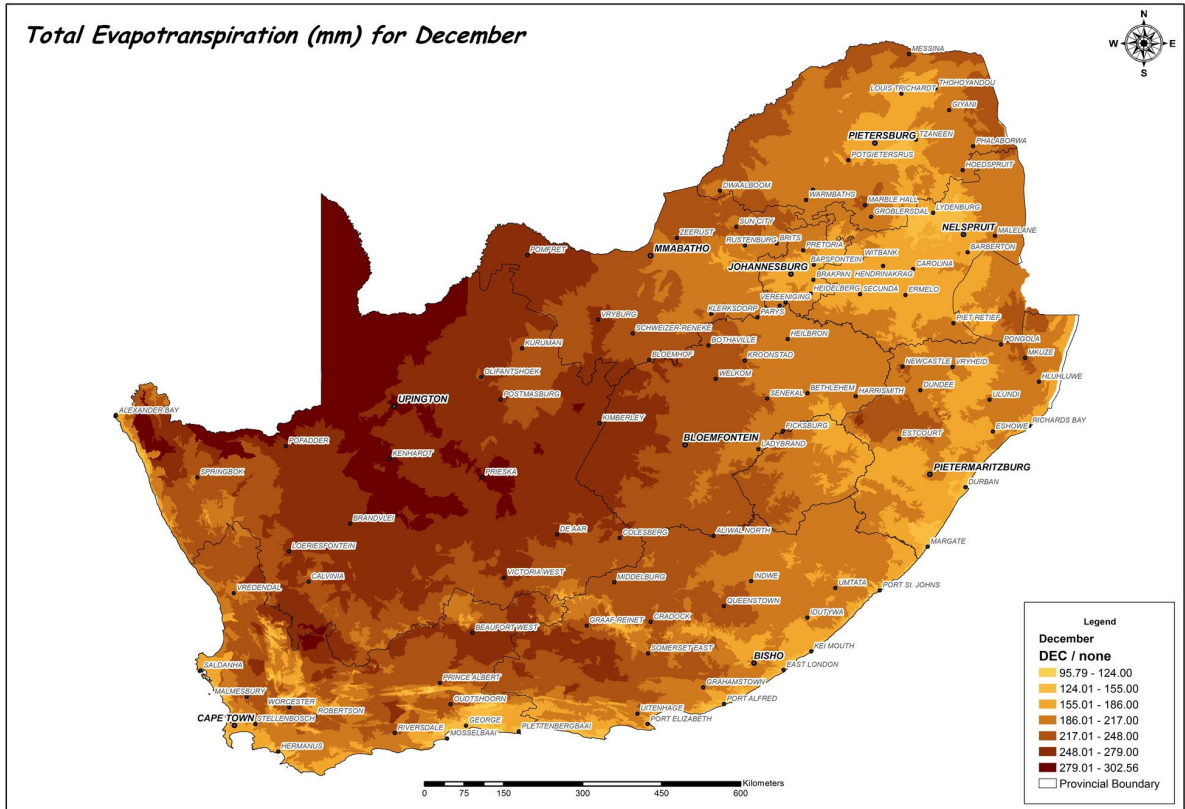 Total Evapotranspiration (mm) for December
N
W E
S
MESSINA
LOUIS TRICHARDT
THOHOYANDOU
GIYANI
PIETERSBURG
TZANEEN
PHALABORWA
POTGIETERSRUS
HOEDSPRUIT
DWAALBOOM
WARMBATHS
MARBLE HALL
GROBLERSDAL
LYDENBURG
SUN CITY
ZEERUST
RUSTENBURG
BRITS
NELSPRUIT
MALELANE
POMFRET
MMABATHO
PRETORIA
WITBANK
BARBERTON
JOHANNESBURG
BAPSFONTEIN
CAROLINA
BRAKPAN
HENDRINAKRAG
HEIDELBERG
SECUNDA
ERMELO
VEREENIGING
KLERKSDORP
PARYS
VRYBURG
PIET RETIEF
SCHWEIZER-RENEKE
HEILBRON
BOTHAVILLE
KURUMAN
PONGOLA
BLOEMHOF
KROONSTAD
NEWCASTLE
VRYHEID
MKUZE
OLIFANTSHOEK
WELKOM
HLUHLUWE
UPINGTON
POSTMASBURG
SENEKAL
BETHLEHEM
HARRISMITH
DUNDEE
ULUNDI
ALEXANDER BAY
KIMBERLEY
FICKSBURG
RICHARDS BAY
POFADDER
BLOEMFONTEIN
LADYBRAND
ESTCOURT
ESHOWE
KENHARDT
SPRINGBOK
PRIESKA
PIETERMARITZBURG
DURBAN
BRANDVLEI
DE AAR
COLESBERG
ALIWAL NORTH
LOERIESFONTEIN
MARGATE
CALVINIA
VICTORIA WEST
MIDDELBURG
INDWE
UMTATA
PORT St. JOHNS
VREDENDAL
QUEENSTOWN
GRAAF-REINET
CRADOCK
IDUTYWA
BEAUFORT WEST
SOMERSET EAST
KEI MOUTH
BISHO
SALDANHA
EAST LONDON
PRINCE ALBERT
GRAHAMSTOWN
MALMESBURY
OUDTSHOORN
PORT ALFRED
WORCESTER
ROBERTSON
UITENHAGE
CAPE TOWN
STELLENBOSCH
RIVERSDALE
GEORGE
PLETTENBERGBAAI
PORT ELIZABETH
MOSSELBAAI
HERMANUS
Kilometers
0 75 150 300 450 600
Legend
December
DEC / none
95.79 - 124.00
124.01 - 155.00
155.01 - 186.00
186.01 - 217.00
217.01 - 248.00
248.01 - 279.00
279.01 - 302.56
Provincial Boundary